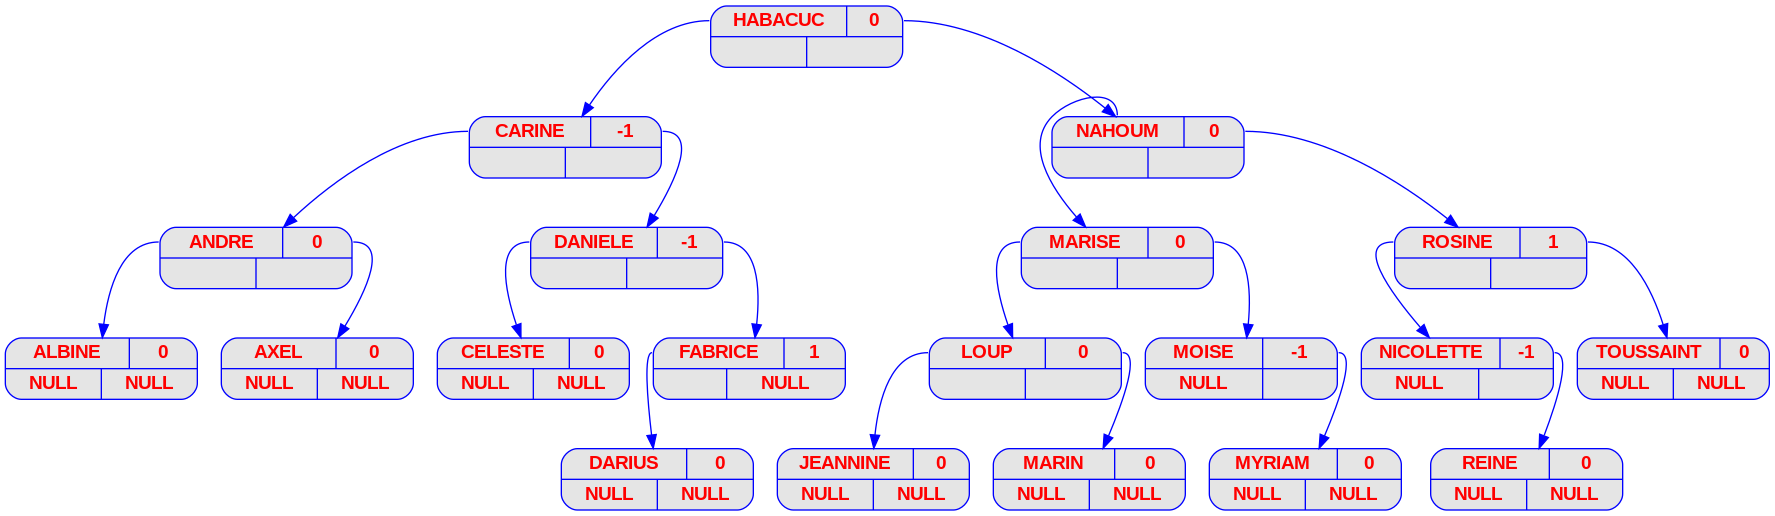 HABACUC 0
CARINE -1
NAHOUM 0
ANDRE 0
DANIELE -1
MARISE 0
ROSINE 1
ALBINE 0
NULL NULL
AXEL 0
NULL NULL
CELESTE 0
NULL NULL
FABRICE 1
NULL
LOUP 0
MOISE -1
NULL
NICOLETTE -1
NULL
TOUSSAINT 0
NULL NULL
DARIUS 0
NULL NULL
JEANNINE 0
NULL NULL
MARIN 0
NULL NULL
MYRIAM 0
NULL NULL
REINE 0
NULL NULL